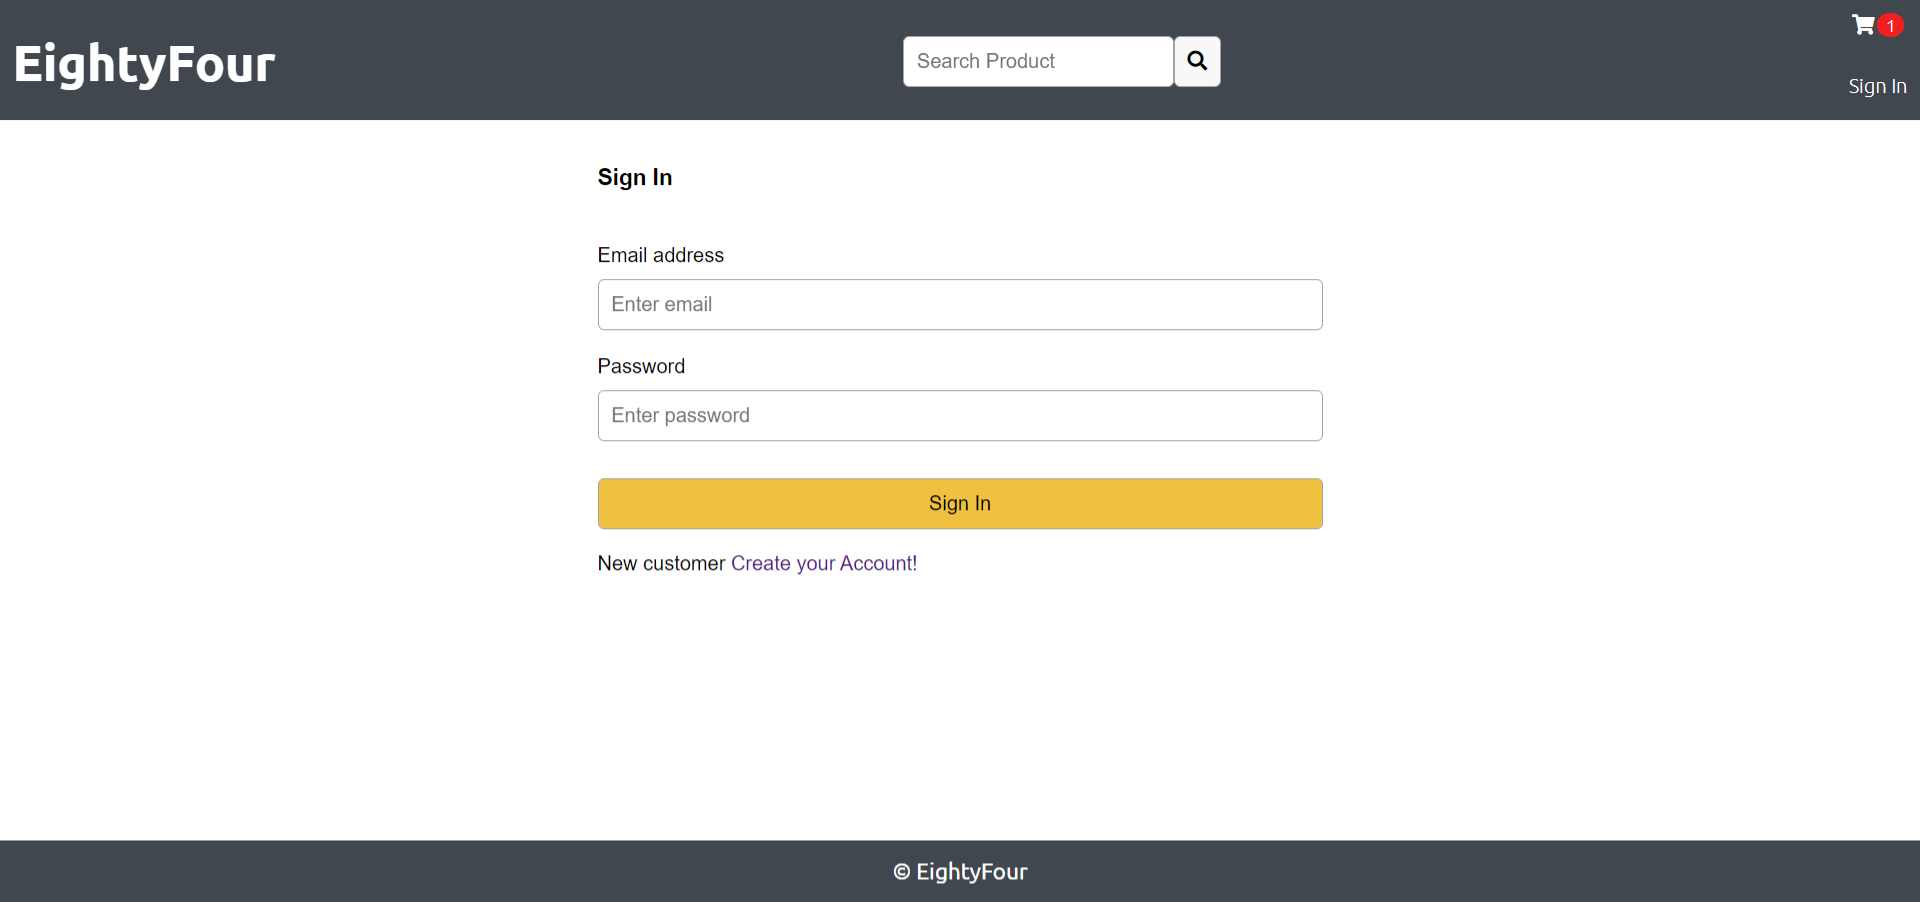 EightyFour
Search Product
1
Sign In
Sign In
Email address
Enter email
Password
Enter password
Sign In
New customer Create your Account!
© EightyFour